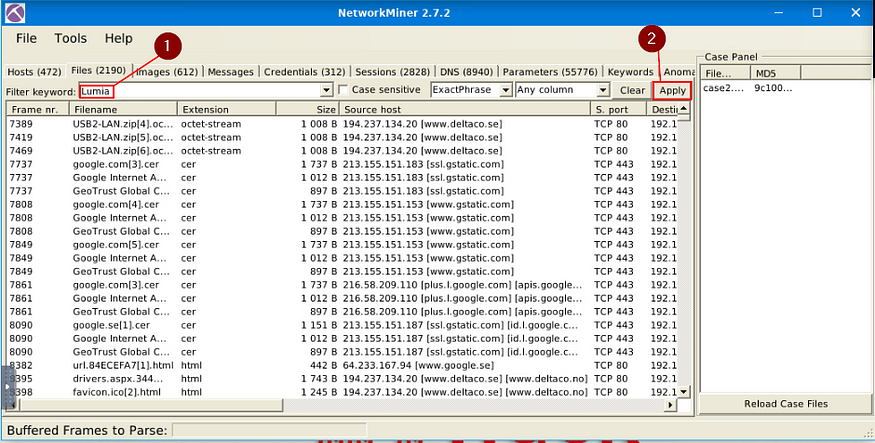 NetworkMiner 2.7.2
File Tools Help
1
2
Hosts (472) Files (2190) Images (612) Messages Credentials (312) Sessions (2828) DNS (8940) Parameters (55776) Keywords Anoma
Filter keyword: Lumia Case sensitive ExactPhrase Any column Clear Apply
Frame nr. Filename Extension Size Source host S. port Destin
7389 USB2-LAN.zip[4].oc... octet-stream 1 008 B 194.237.134.20 [www.deltaco.se] TCP 80 192.1
7419 USB2-LAN.zip[5].oc... octet-stream 1 008 B 194.237.134.20 [www.deltaco.se] TCP 80 192.1
7469 USB2-LAN.zip[6].oc... octet-stream 1 008 B 194.237.134.20 [www.deltaco.se] TCP 80 192.1
7737 google.com[3].cer cer 1 737 B 213.155.151.183 [ssl.gstatic.com] TCP 443 192.1
7737 Google Internet A... cer 1 012 B 213.155.151.183 [ssl.gstatic.com] TCP 443 192.1
7737 GeoTrust Global C... cer 897 B 213.155.151.183 [ssl.gstatic.com] TCP 443 192.1
7808 google.com[4].cer cer 1 737 B 213.155.151.153 [www.gstatic.com] TCP 443 192.1
7808 Google Internet A... cer 1 012 B 213.155.151.153 [www.gstatic.com] TCP 443 192.1
7808 GeoTrust Global C... cer 897 B 213.155.151.153 [www.gstatic.com] TCP 443 192.1
7849 google.com[5].cer cer 1 737 B 213.155.151.153 [www.gstatic.com] TCP 443 192.1
7849 Google Internet A... cer 1 012 B 213.155.151.153 [www.gstatic.com] TCP 443 192.1
7849 GeoTrust Global C... cer 897 B 213.155.151.153 [www.gstatic.com] TCP 443 192.1
7861 google.com[3].cer cer 1 737 B 216.58.209.110 [plus.l.google.com] [apis.google... TCP 443 192.1
7861 Google Internet A... cer 1 012 B 216.58.209.110 [plus.l.google.com] [apis.google... TCP 443 192.1
7861 GeoTrust Global C... cer 897 B 216.58.209.110 [plus.l.google.com] [apis.google... TCP 443 192.1
8090 google.se[1].cer cer 1 151 B 213.155.151.187 [ssl.gstatic.com] [id.l.google.c... TCP 443 192.1
8090 Google Internet A... cer 1 012 B 213.155.151.187 [ssl.gstatic.com] [id.l.google.c... TCP 443 192.1
8090 GeoTrust Global C... cer 897 B 213.155.151.187 [ssl.gstatic.com] [id.l.google.c... TCP 443 192.1
8382 url.84ECEFA7[1].html html 442 B 64.233.167.94 [www.google.se] TCP 80 192.1
8395 drivers.aspx.344... html 1 743 B 194.237.134.20 [www.deltaco.se] [www.deltaco.no] TCP 80 192.1
8398 favicon.ico[2].html html 1 245 B 194.237.134.20 [www.deltaco.se] [www.deltaco.no] TCP 80 192.1
Case Panel
File... MD5
case2.... 9c100...
Reload Case Files
Buffered Frames to Parse: